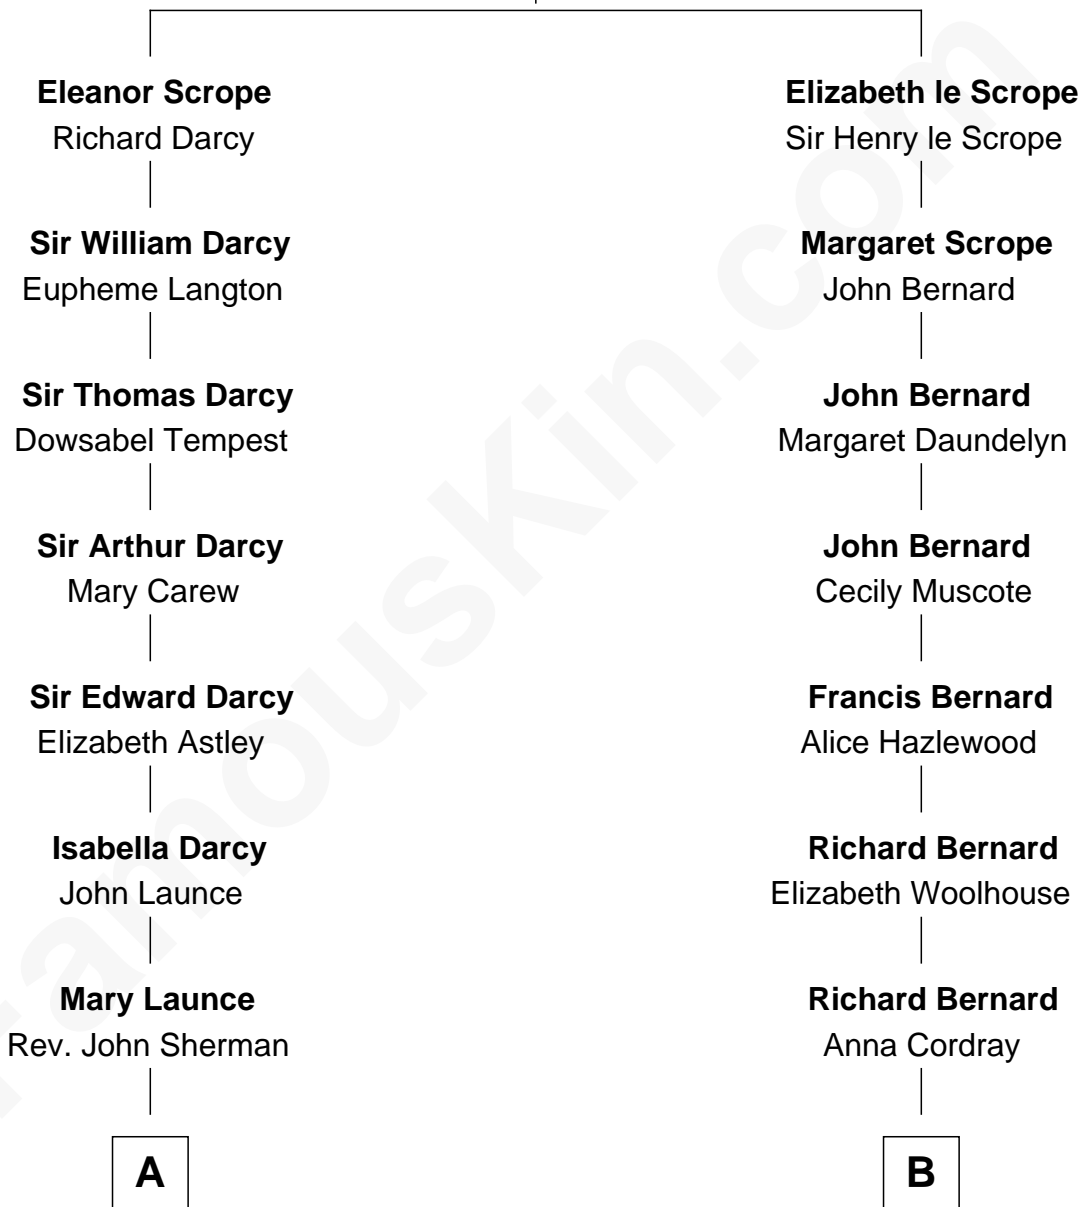 Eleanor Scrope
Richard Darcy
Elizabeth le Scrope
Sir Henry le Scrope
Sir William Darcy
Eupheme Langton
Margaret Scrope
John Bernard
Sir Thomas Darcy
Dowsabel Tempest
John Bernard
Margaret Daundelyn
Sir Arthur Darcy
Mary Carew
John Bernard
Cecily Muscote
Sir Edward Darcy
Elizabeth Astley
Francis Bernard
Alice Hazlewood
Isabella Darcy
John Launce
Richard Bernard
Elizabeth Woolhouse
Mary Launce
Rev. John Sherman
Richard Bernard
Anna Cordray
A
B
FamousKin.com